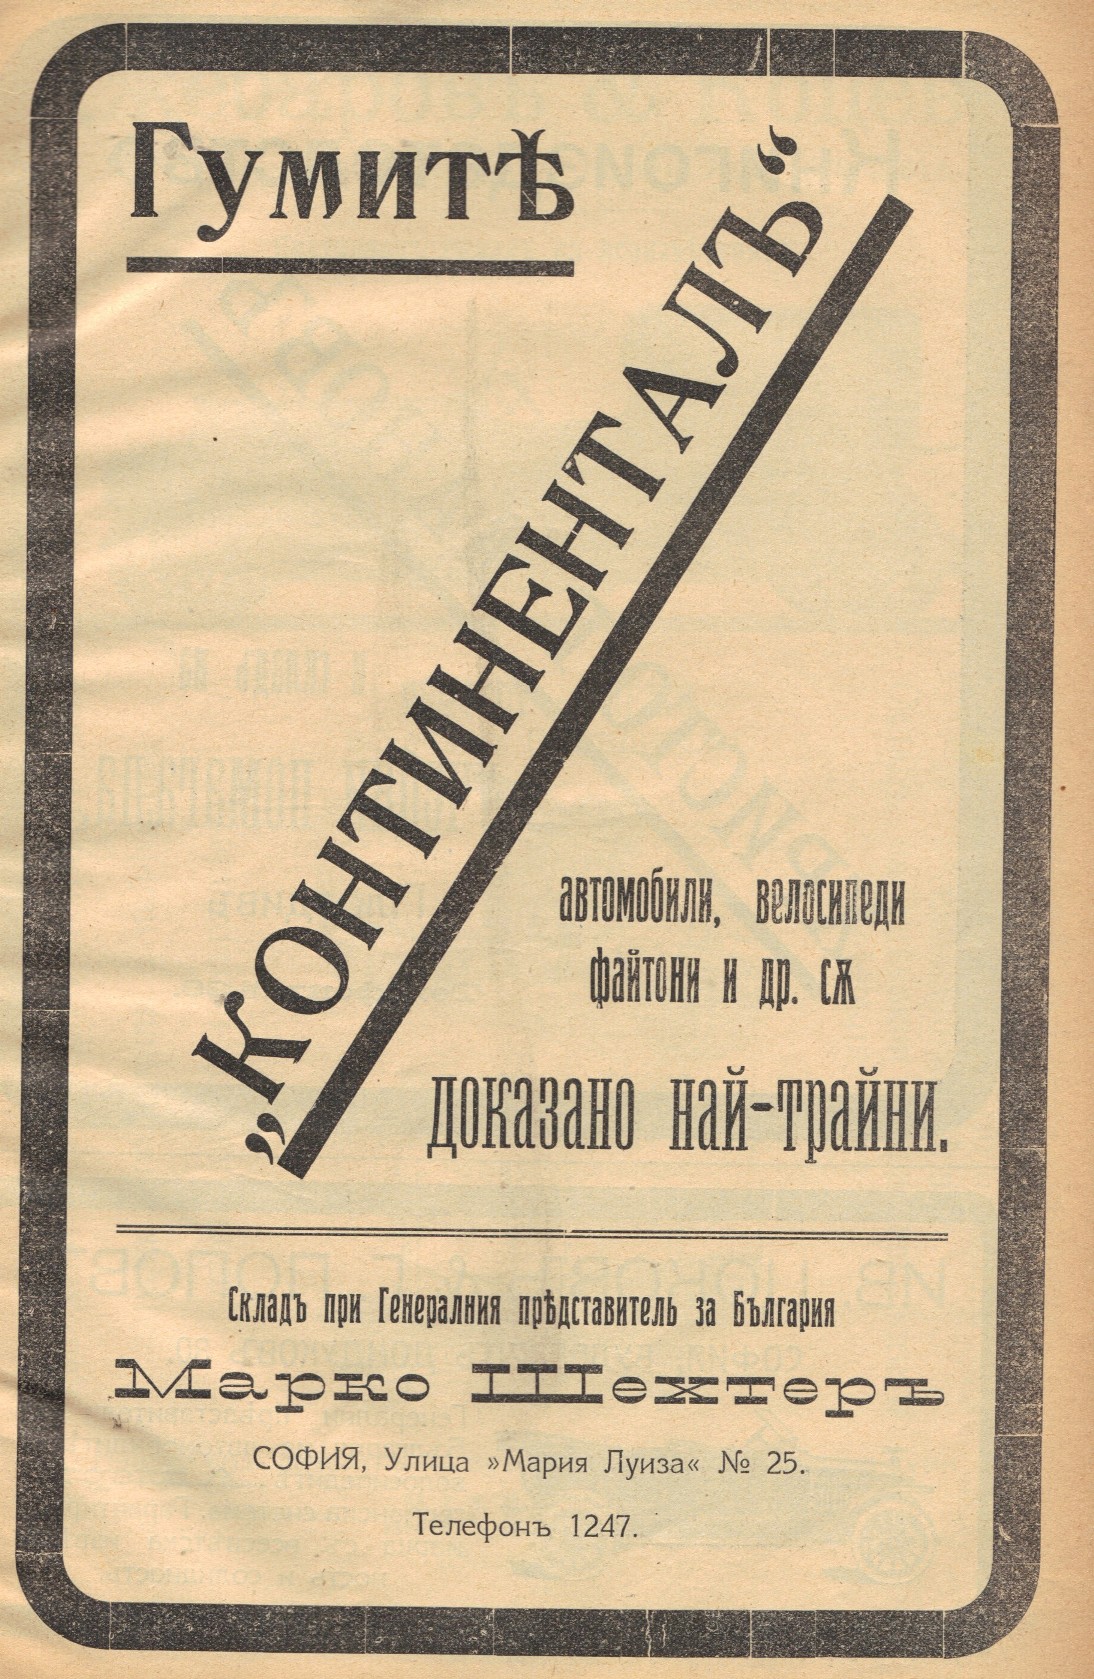 Гумитѣ
„КОНТИНЕНТАЛЪ“
автомобили, велосипеди
файтони и др. сѫ
доказано най-трайни.
Складъ при Генералния прѣдставитель за България
Марко Шехтеръ
СОФИЯ, Улица »Мария Луиза« № 25.
Телефонъ 1247.